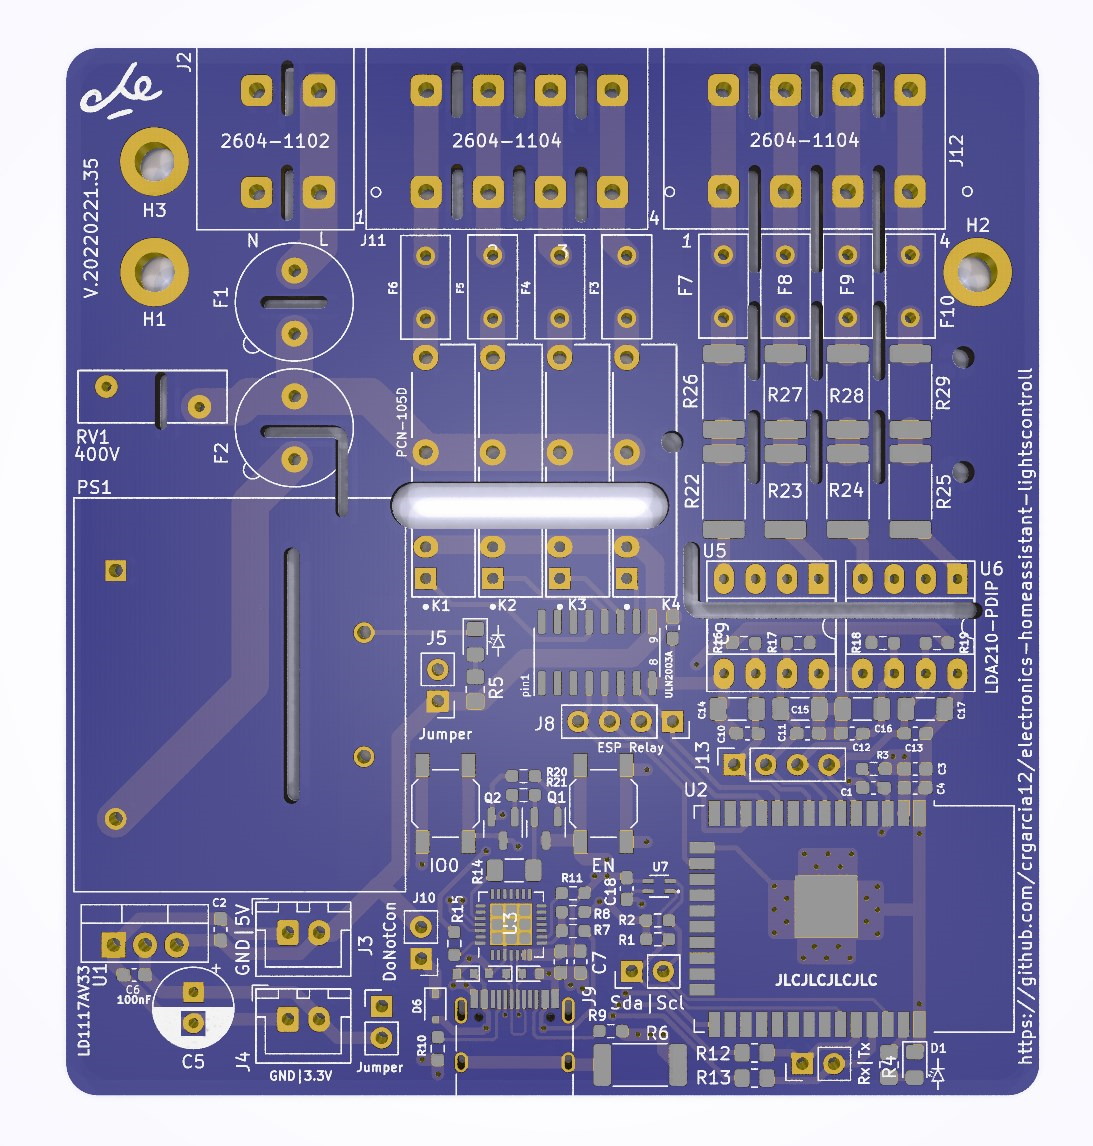 J2
2604-1102
2604-1104
2604-1104
J12
H3
V.20220221.35
N
L
1
J11
4
1
4
H2
H1
F1
F6
F5
F4
3
F3
F7
F8
F9
F10
RV1
400V
F2
PCN-105D
R26
R27
R28
R29
PS1
R22
R23
R24
R25
U5
U6
K1
K2
K3
K4
LDA210-PDIP
J5
R5
pin1
9
8
ULN2003A
R17
R18
R19
Jumper
J8
ESP Relay
C14
C15
C16
C17
C10
C11
C12
C13
J13
R3
C3
C1
C4
U2
R20
R21
Q2
Q1
IO0
EN
R14
U7
C18
R11
R8
R7
R2
R1
J10
R15
U3
DoNotCon
C2
GND|5V
J3
U1
LD1117AV33
C6
100nF
+
C5
J4
GND|3.3V
Jumper
D6
R10
C7
J9
Sda|Scl
R9
R6
JLCJLCJLCJLC
R12
R13
Rx|Tx
R4
D1
https://github.com/crgarcia12/electronics-homeassistant-lightscontroll